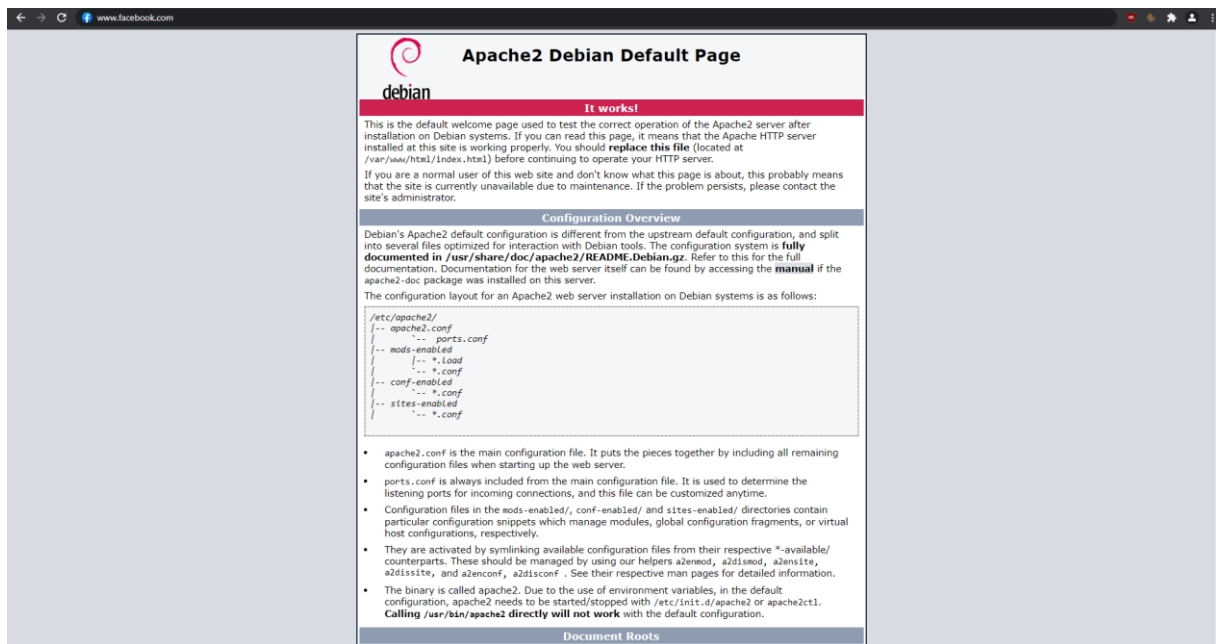 www.facebook.com
Apache2 Debian Default Page
debian
It works!
This is the default welcome page used to test the correct operation of the Apache2 server after
installation on Debian systems. If you can read this page, it means that the Apache HTTP server
installed at this site is working properly. You should replace this file (located at
/var/www/html/index.html) before continuing to operate your HTTP server.
If you are a normal user of this web site and don't know what this page is about, this probably means
that the site is currently unavailable due to maintenance. If the problem persists, please contact the
site's administrator.
Configuration Overview
Debian's Apache2 default configuration is different from the upstream default configuration, and split
into several files optimized for interaction with Debian tools. The configuration system is fully
documented in /usr/share/doc/apache2/README.Debian.gz. Refer to this for the full
documentation. Documentation for the web server itself can be found by accessing the manual if the
apache2-doc package was installed on this server.
The configuration layout for an Apache2 web server installation on Debian systems is as follows:
/etc/apache2/
|-- apache2.conf
|       `--  ports.conf
|-- mods-enabled
|       |-- *.load
|       `-- *.conf
|-- conf-enabled
|       `-- *.conf
|-- sites-enabled
|       `-- *.conf
• apache2.conf is the main configuration file. It puts the pieces together by including all remaining
configuration files when starting up the web server.
• ports.conf is always included from the main configuration file. It is used to determine the
listening ports for incoming connections, and this file can be customized anytime.
• Configuration files in the mods-enabled/, conf-enabled/ and sites-enabled/ directories contain
particular configuration snippets which manage modules, global configuration fragments, or virtual
host configurations, respectively.
• They are activated by symlinking available configuration files from their respective *-available/
counterparts. These should be managed by using our helpers a2enmod, a2dismod, a2ensite,
a2dissite, and a2enconf, a2disconf . See their respective man pages for detailed information.
• The binary is called apache2. Due to the use of environment variables, in the default
configuration, apache2 needs to be started/stopped with /etc/init.d/apache2 or apache2ctl.
Calling /usr/bin/apache2 directly will not work with the default configuration.
Document Roots